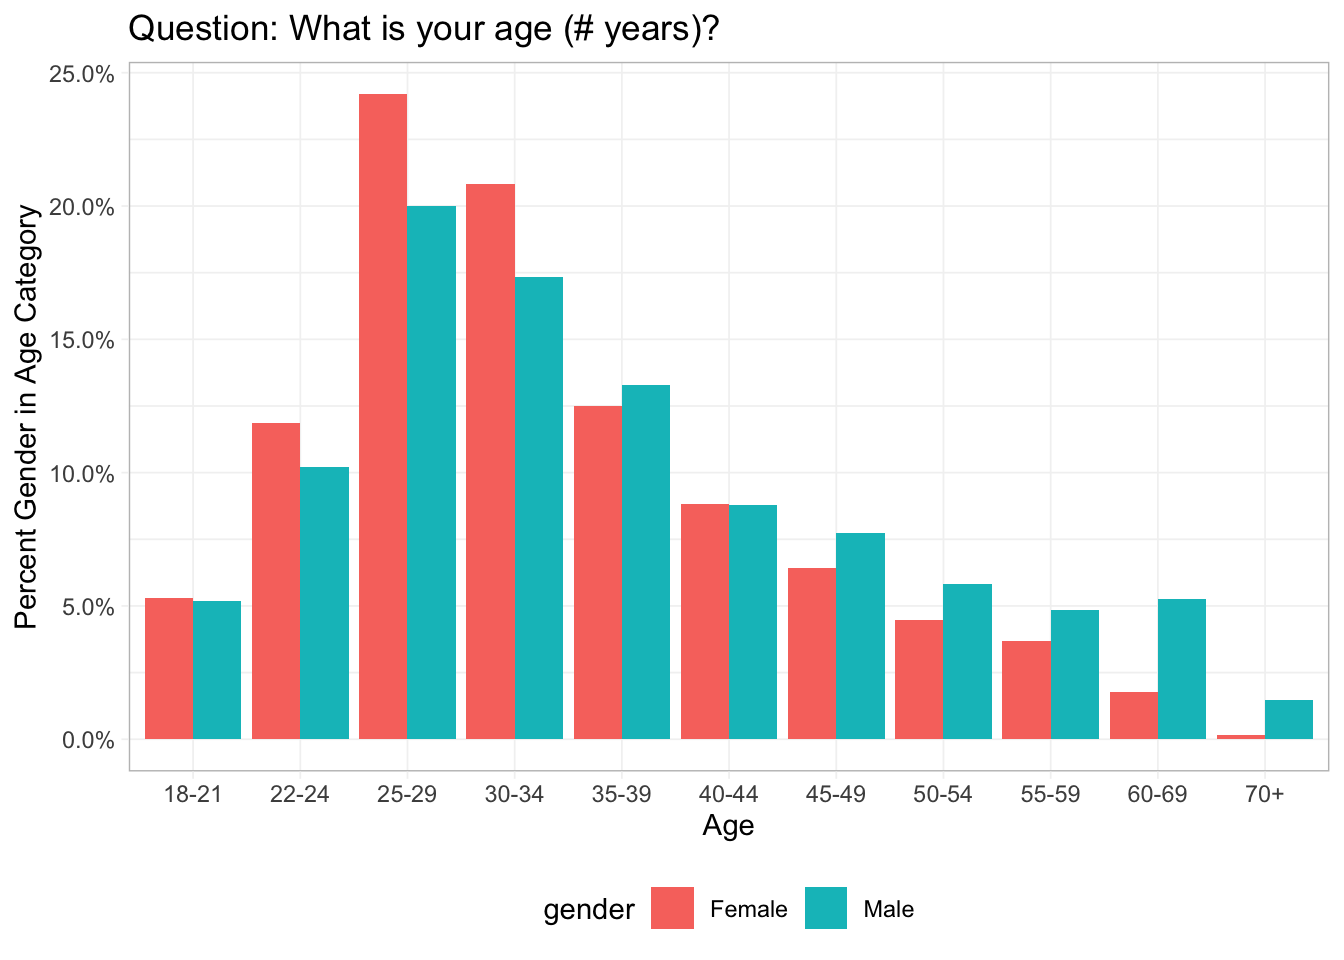 Question: What is your age (# years)?
Percent Gender in Age Category
25.0%
20.0%
15.0%
10.0%
5.0%
0.0%
18-21 22-24 25-29 30-34 35-39 40-44 45-49 50-54 55-59 60-69 70+
Age
gender Female Male